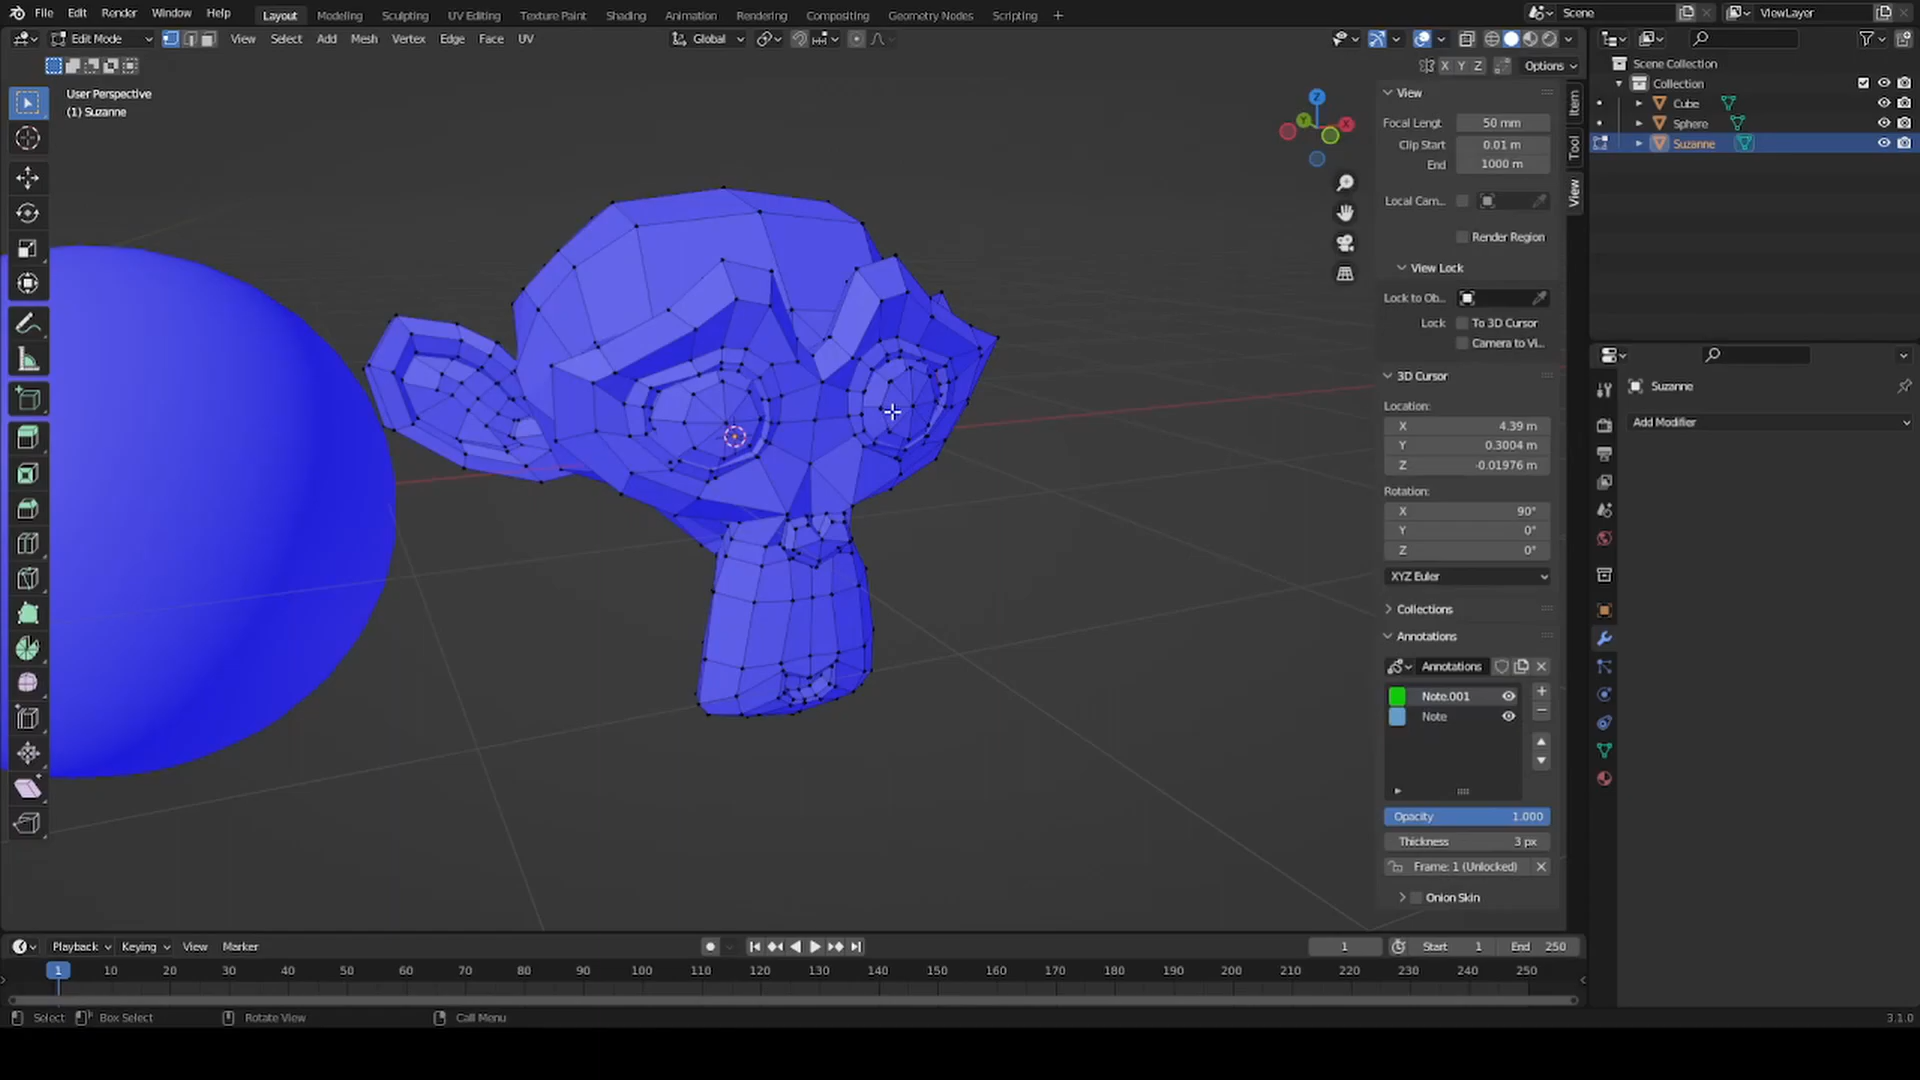 File Edit Render Window Help Layout Modeling Sculpting UV Editing Texture Paint Shading Animation Rendering Compositing Geometry Nodes Scripting + Scene ViewLayer
Edit Mode View Select Add Mesh Vertex Edge Face UV Global
X Y Z Options
User Perspective
(1) Suzanne
Z
Y
X
View
Focal Lengt 50 mm
Clip Start 0.01 m
End 1000 m
Local Cam...
Render Region
View Lock
Lock to Ob...
Lock To 3D Cursor
Camera to Vi...
3D Cursor
Location:
X 4.39 m
Y 0.3004 m
Z -0.01976 m
Rotation:
X 90°
Y 0°
Z 0°
XYZ Euler
Collections
Annotations
Annotations
Note.001
Note
Opacity 1.000
Thickness 3 px
Frame: 1 (Unlocked)
Onion Skin
Item
Tool
View
Scene Collection
Collection
Cube
Sphere
Suzanne
Suzanne
Add Modifier
Playback Keying View Marker 1 Start 1 End 250
1 10 20 30 40 50 60 70 80 90 100 110 120 130 140 150 160 170 180 190 200 210 220 230 240 250
Select Box Select Rotate View Call Menu 3.1.0